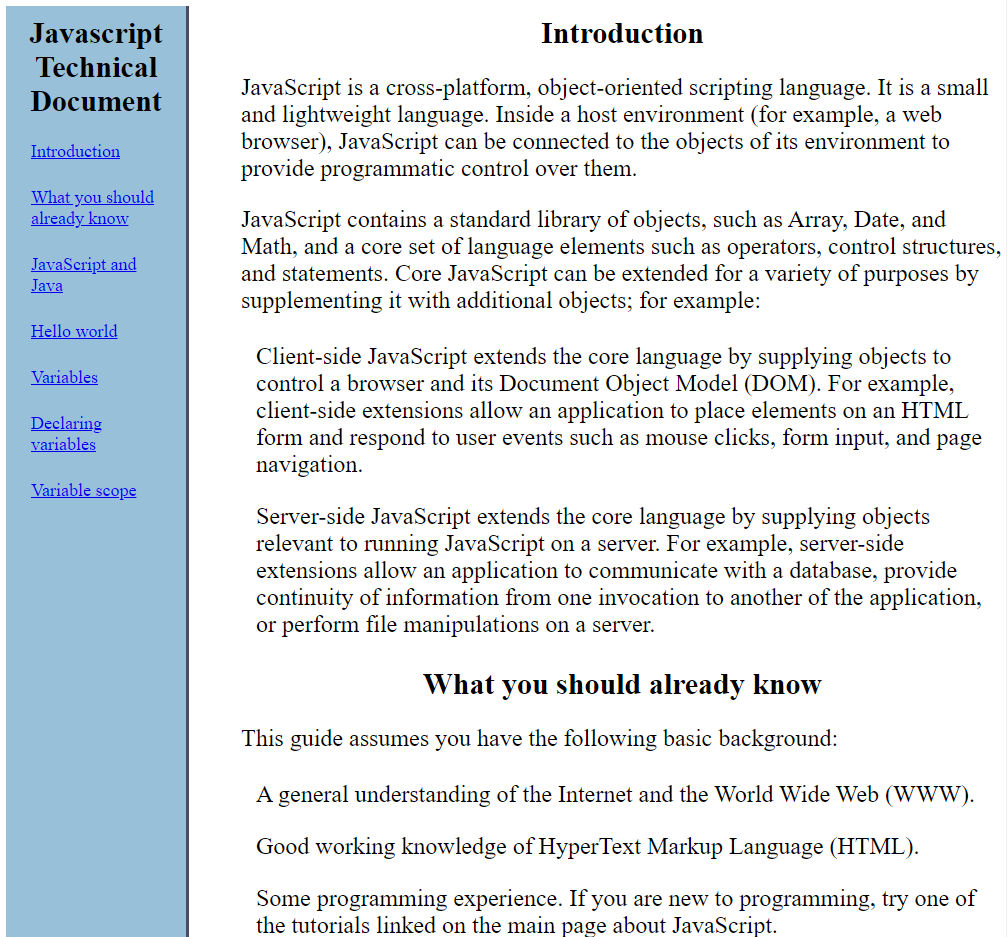 Javascript
Technical
Document
Introduction
What you should
already know
JavaScript and
Java
Hello world
Variables
Declaring
variables
Variable scope
Introduction
JavaScript is a cross-platform, object-oriented scripting language. It is a small
and lightweight language. Inside a host environment (for example, a web
browser), JavaScript can be connected to the objects of its environment to
provide programmatic control over them.
JavaScript contains a standard library of objects, such as Array, Date, and
Math, and a core set of language elements such as operators, control structures,
and statements. Core JavaScript can be extended for a variety of purposes by
supplementing it with additional objects; for example:
Client-side JavaScript extends the core language by supplying objects to
control a browser and its Document Object Model (DOM). For example,
client-side extensions allow an application to place elements on an HTML
form and respond to user events such as mouse clicks, form input, and page
navigation.
Server-side JavaScript extends the core language by supplying objects
relevant to running JavaScript on a server. For example, server-side
extensions allow an application to communicate with a database, provide
continuity of information from one invocation to another of the application,
or perform file manipulations on a server.
What you should already know
This guide assumes you have the following basic background:
A general understanding of the Internet and the World Wide Web (WWW).
Good working knowledge of HyperText Markup Language (HTML).
Some programming experience. If you are new to programming, try one of
the tutorials linked on the main page about JavaScript.